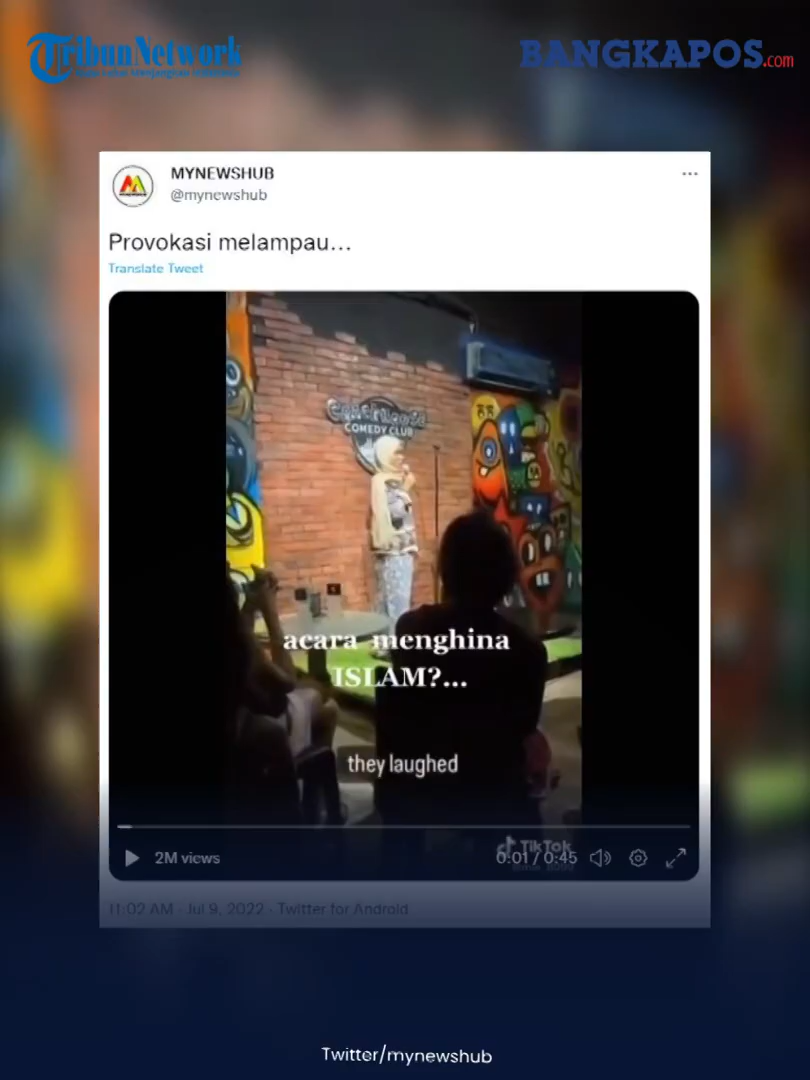 TribunNetwork
BANGKAPOS.com
MYNEWSHUB
@mynewshub
Provokasi melampau...
Translate Tweet
COMEDY CLUB
acara menghina
ISLAM?...
they laughed
TikTok
2M views
0:01 / 0:45
11:02 AM · Jul 9, 2022 · Twitter for Android
Twitter/mynewshub